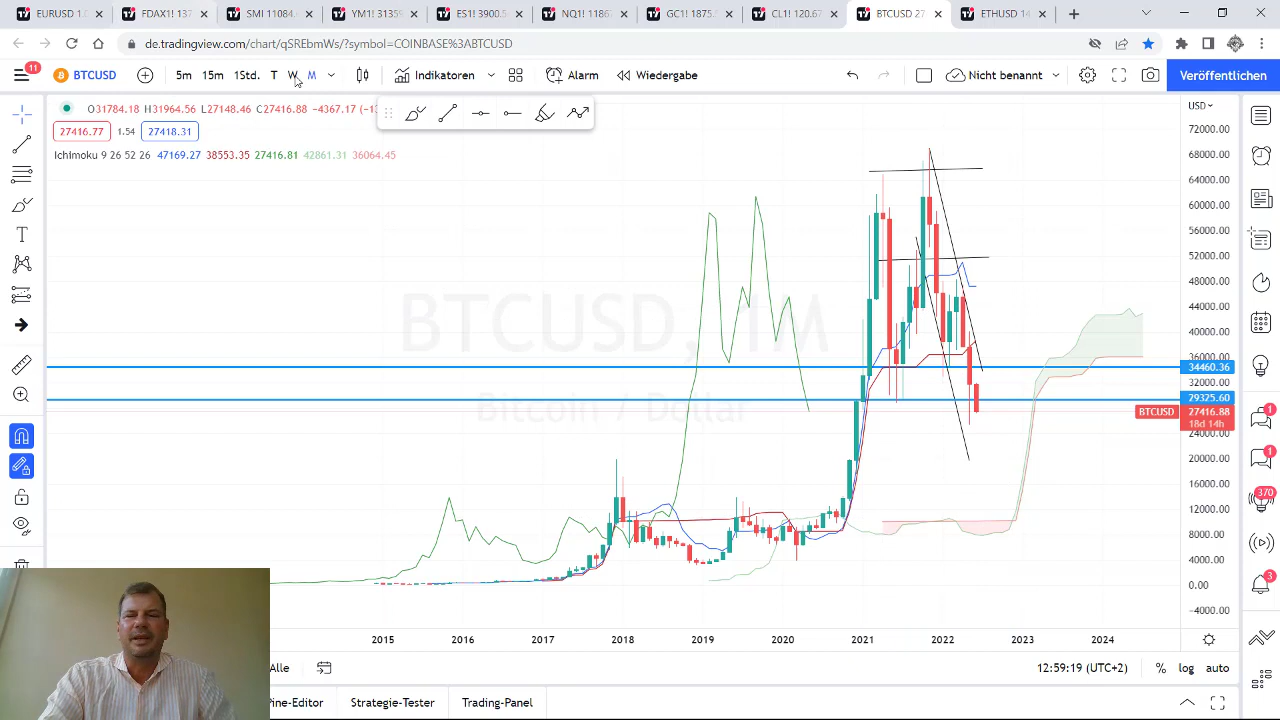 EURUSD 1.0
FDAX1! 137
SMI 11084.
YM1! 31359
ES1! 3900.5
NQ1! 1186
GC1! 1875.
CL1! 120.67
BTCUSD 27
ETHUSD 14
de.tradingview.com/chart/qSREbmWs/?symbol=COINBASE%3ABTCUSD
11
BTCUSD
5m 15m 1Std. T W M
Indikatoren
Alarm
Wiedergabe
Nicht benannt
Veröffentlichen
O31784.18 H31964.56 L27148.46 C27416.88 -4367.17
27416.77 1.54 27418.31
Ichimoku 9 26 52 26 47169.27 38553.35 27416.81 42861.31 36064.45
USD
72000.00
68000.00
64000.00
60000.00
56000.00
52000.00
48000.00
44000.00
40000.00
36000.00
34460.36
32000.00
29325.60
BTCUSD 27416.88
18d 14h
24000.00
20000.00
16000.00
12000.00
8000.00
4000.00
0.00
-4000.00
BTCUSD, 1M
Bitcoin / Dollar
1
1
370
3
2015 2016 2017 2018 2019 2020 2021 2022 2023 2024
Alle
12:59:19 (UTC+2)
% log auto
Pine-Editor
Strategie-Tester
Trading-Panel